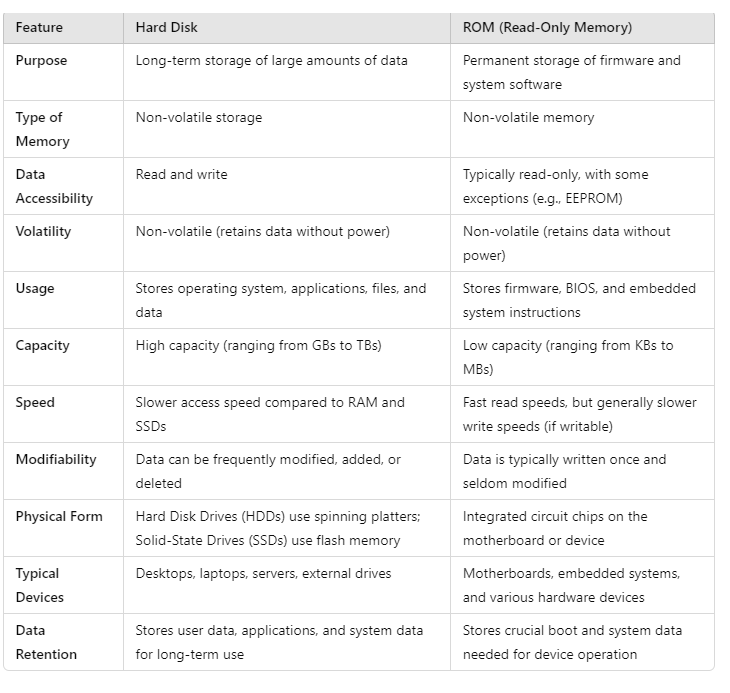 Feature Hard Disk ROM (Read-Only Memory)
Purpose Long-term storage of large amounts of data Permanent storage of firmware and
system software
Type of Non-volatile storage Non-volatile memory
Memory
Data Read and write Typically read-only, with some
Accessibility exceptions (e.g., EEPROM)
Volatility Non-volatile (retains data without power) Non-volatile (retains data without
power)
Usage Stores operating system, applications, files, and Stores firmware, BIOS, and embedded
data system instructions
Capacity High capacity (ranging from GBs to TBs) Low capacity (ranging from KBs to
MBs)
Speed Slower access speed compared to RAM and Fast read speeds, but generally slower
SSDs write speeds (if writable)
Modifiability Data can be frequently modified, added, or Data is typically written once and
deleted seldom modified
Physical Form Hard Disk Drives (HDDs) use spinning platters; Integrated circuit chips on the
Solid-State Drives (SSDs) use flash memory motherboard or device
Typical Desktops, laptops, servers, external drives Motherboards, embedded systems,
Devices and various hardware devices
Data Stores user data, applications, and system data Stores crucial boot and system data
Retention for long-term use needed for device operation